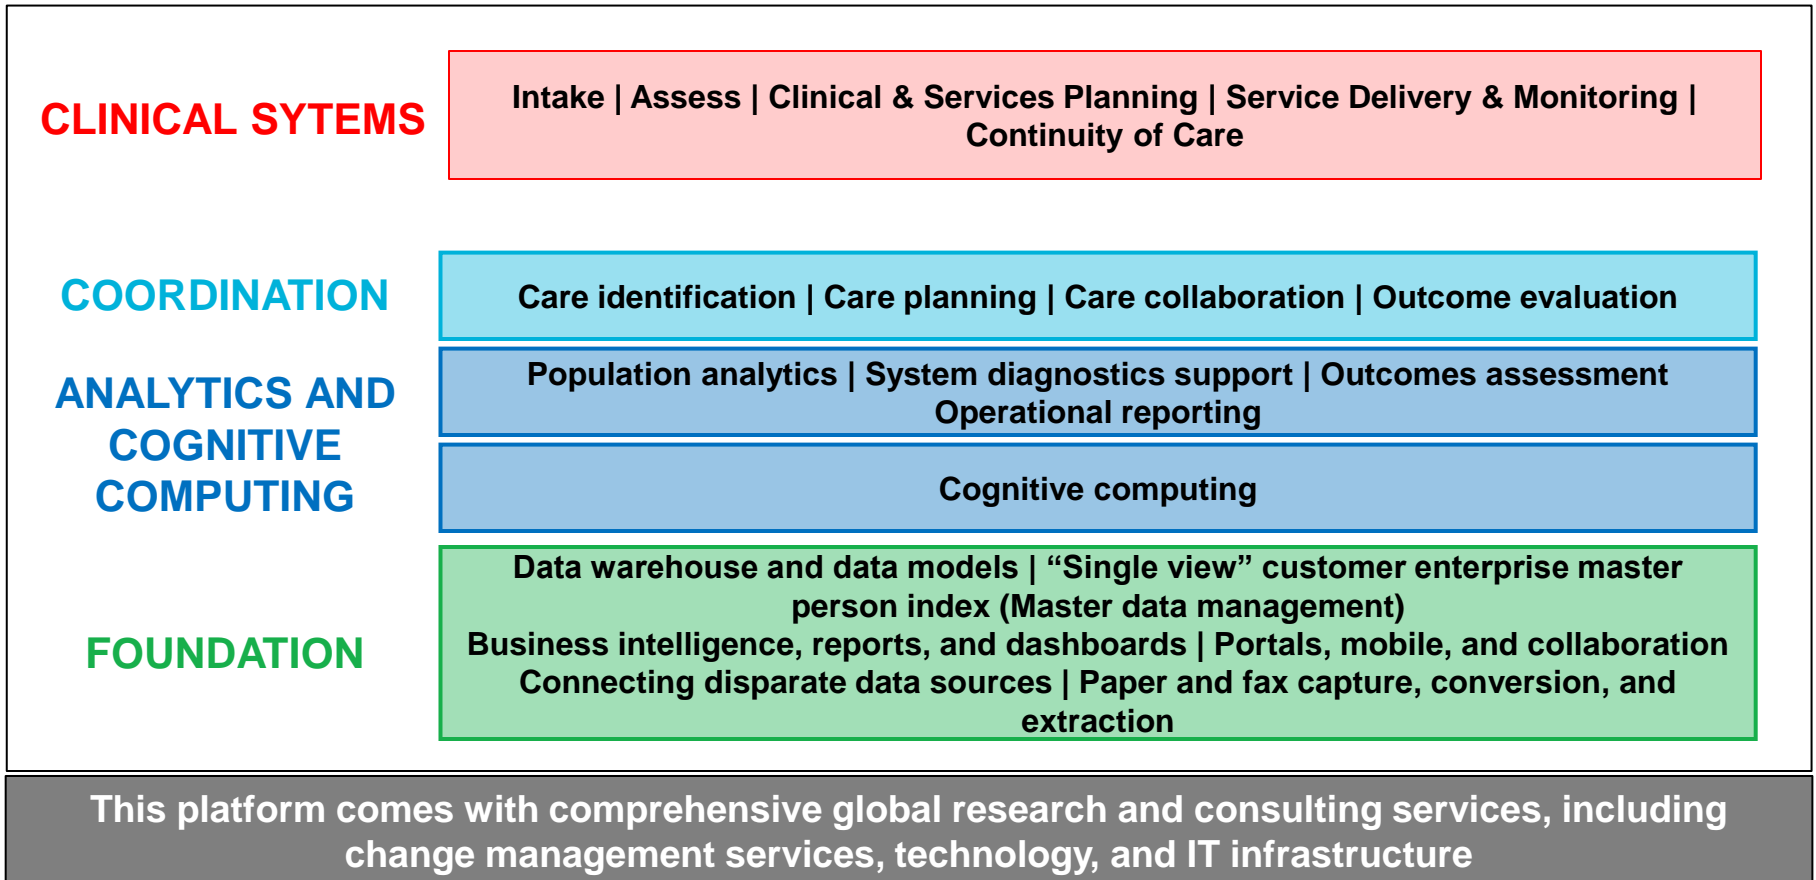 CLINICAL SYTEMS
Intake | Assess | Clinical & Services Planning | Service Delivery & Monitoring |
Continuity of Care
COORDINATION
Care identification | Care planning | Care collaboration | Outcome evaluation
ANALYTICS AND
COGNITIVE
COMPUTING
Population analytics | System diagnostics support | Outcomes assessment
Operational reporting
Cognitive computing
FOUNDATION
Data warehouse and data models | “Single view” customer enterprise master
person index (Master data management)
Business intelligence, reports, and dashboards | Portals, mobile, and collaboration
Connecting disparate data sources | Paper and fax capture, conversion, and
extraction
This platform comes with comprehensive global research and consulting services, including
change management services, technology, and IT infrastructure